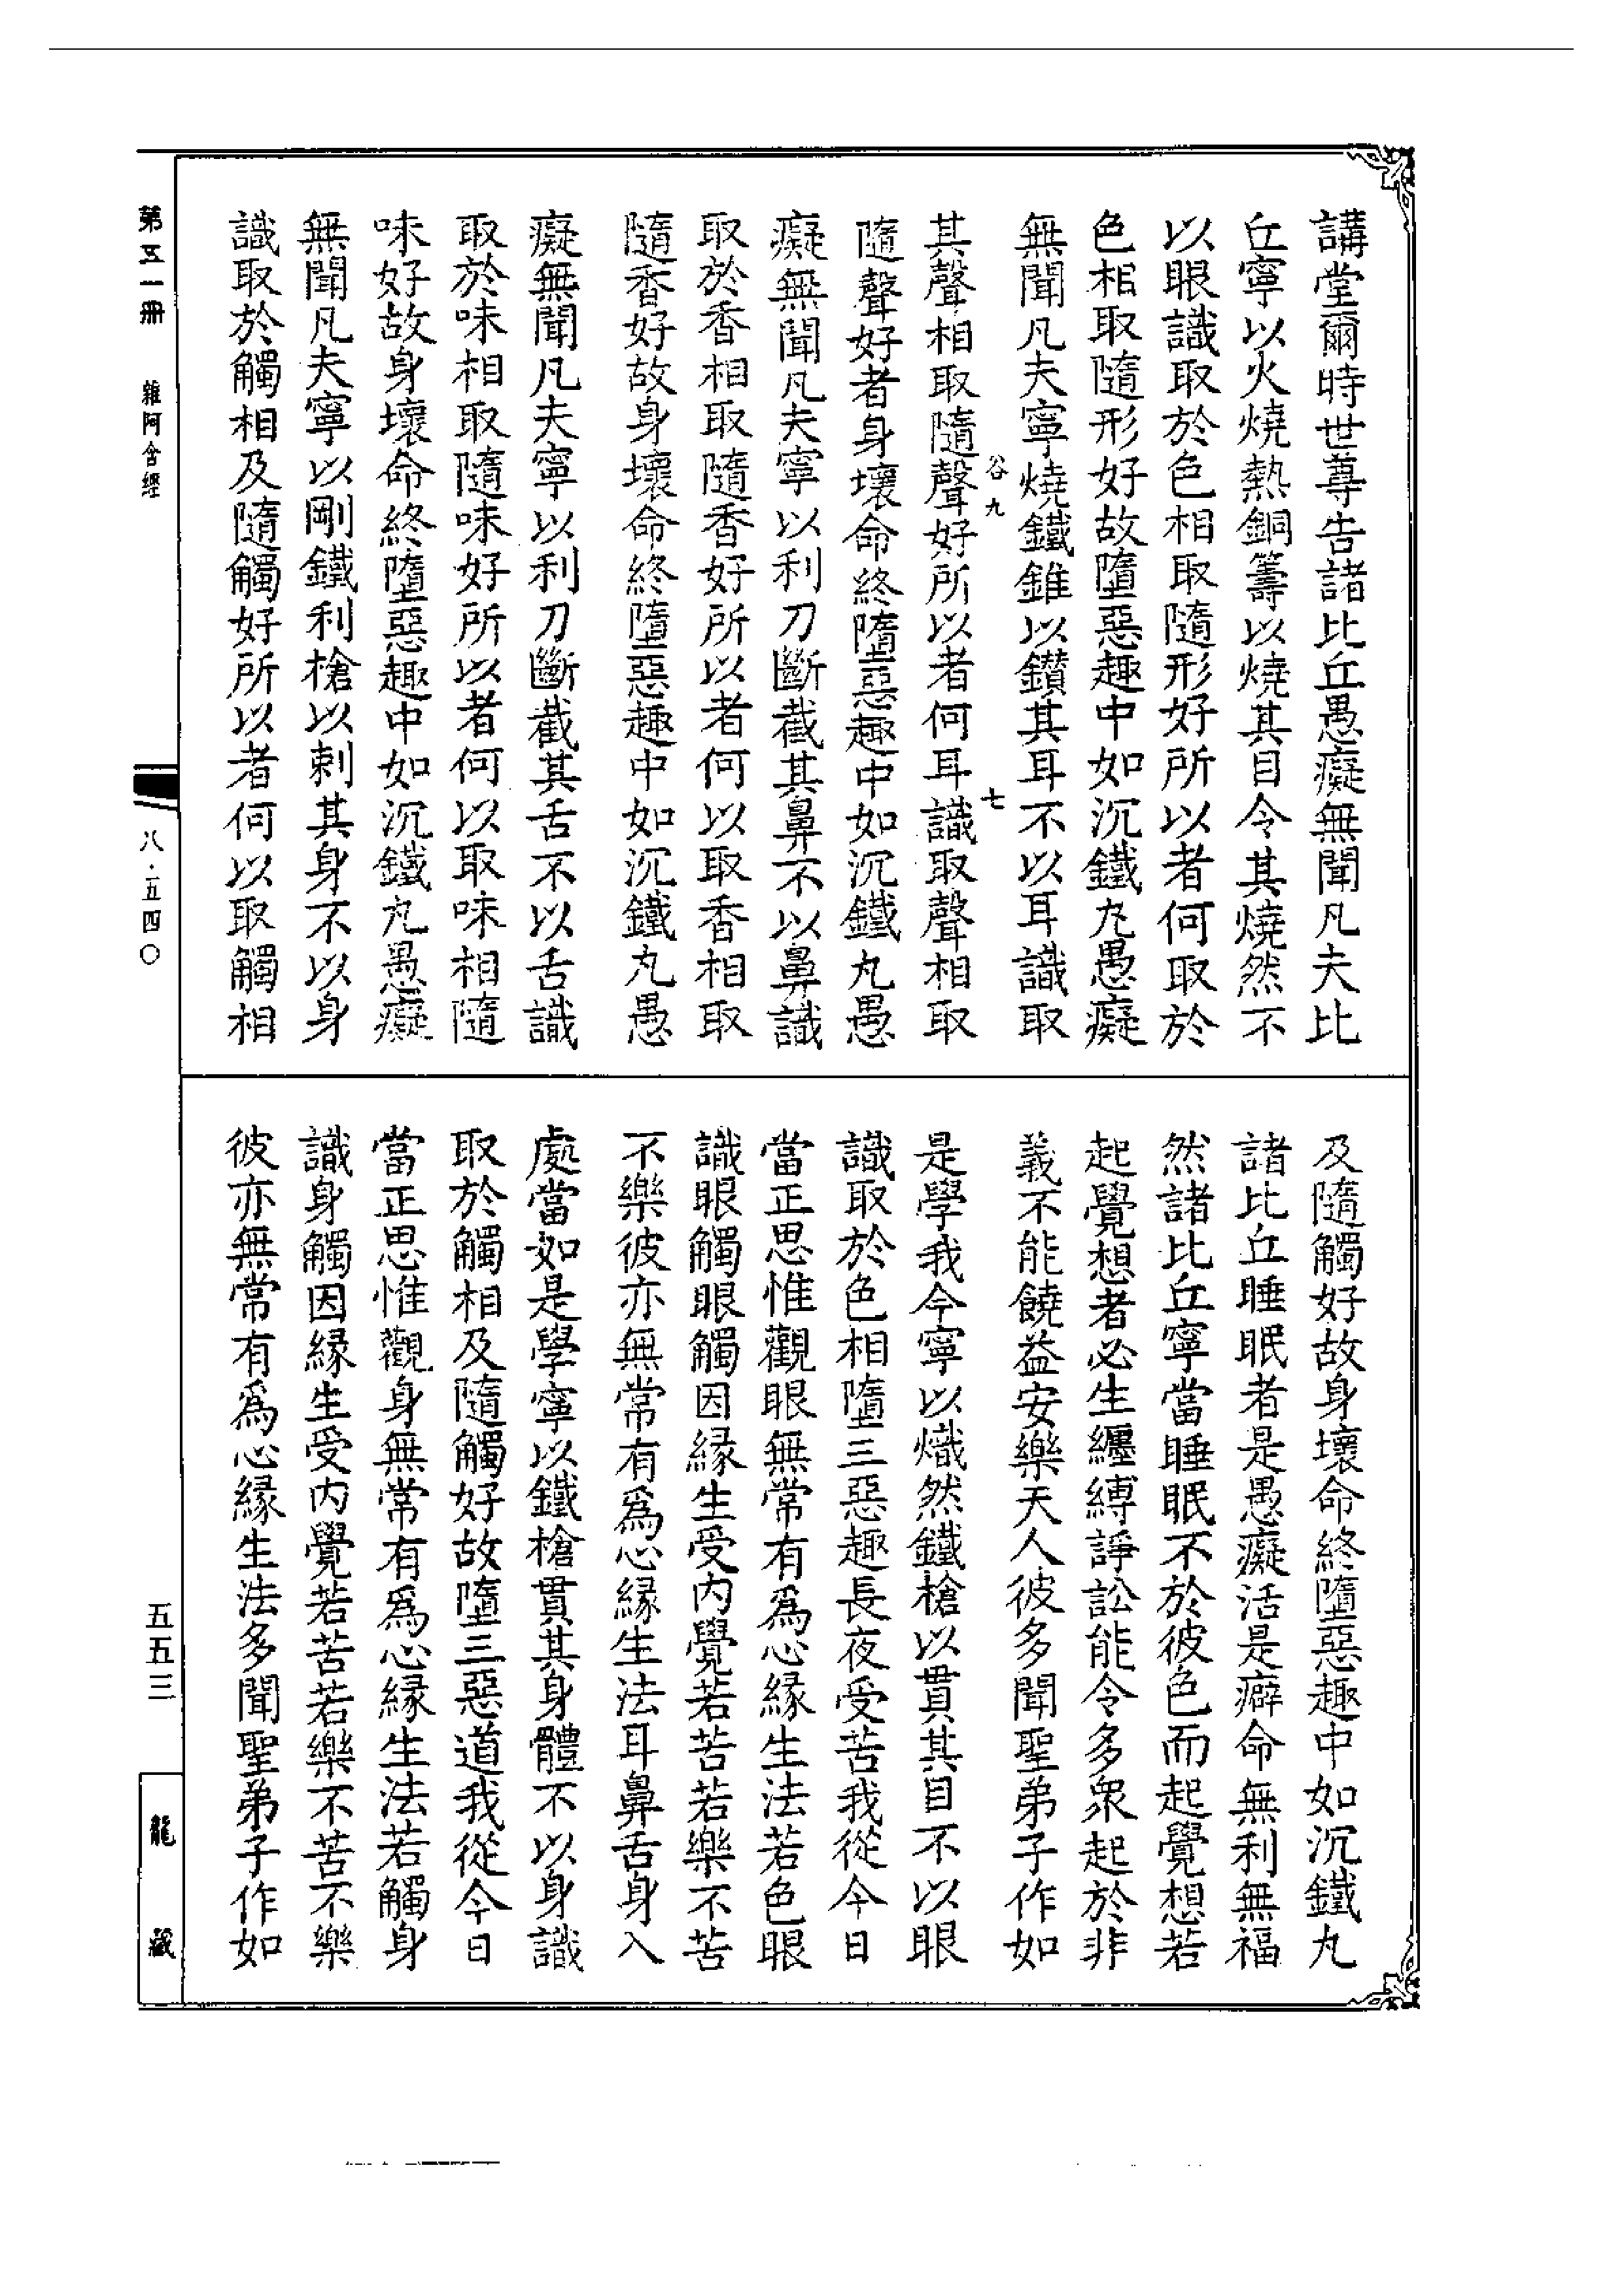 講堂爾時世尊告諸比丘愚癡無聞凡夫比
丘寧以火燒熱銅籌以燒其目令其燒然不
以眼識取於色相取隨形好所以者何取於
色相取隨形好故墮惡趣中如沉鐵丸愚癡
無聞凡夫寧燒鐵錐以鑽其耳不以耳識取
谷九
七
其聲相取隨聲好所以者何耳識取聲相取
隨聲好者身壞命終墮惡趣中如沉鐵丸愚
癡無聞凡夫寧以利刀斷截其鼻不以鼻識
取於香相取隨香好所以者何以取香相取
隨香好故身壞命終墮惡趣中如沉鐵丸愚
癡無聞凡夫寧以利刀斷截其舌不以舌識
取於味相取隨味好所以者何以取味相隨
味好故身壞命終墮惡趣中如沉鐵丸愚癡
無聞凡夫寧以剛鐵利槍以刺其身不以身
識取於觸相及隨觸好所以者何以取觸相
及隨觸好故身壞命終墮惡趣中如沉鐵丸
諸比丘睡眠者是愚癡活是癖命無利無福
然諸比丘寧當睡眠不於彼色而起覺想若
起覺想者必生纏縛諍訟能令多眾起於非
義不能饒益安樂天人彼多聞聖弟子作如
是學我今寧以熾然鐵槍以貫其目不以眼
識取於色相墮三惡趣長夜受苦我從今日
當正思惟觀眼無常有為心緣生法若色眼
識眼觸眼觸因緣生受內覺若苦若樂不苦
不樂彼亦無常有為心緣生法耳鼻舌身入
處當如是學寧以鐵槍貫其身體不以身識
取於觸相及隨觸好故墮三惡道我從今日
當正思惟觀身無常有為心緣生法若觸身
識身觸因緣生受內覺若苦若樂不苦不樂
彼亦無常有為心緣生法多聞聖弟子作如
第五一冊 雜阿含經
八·五四〇
五五三
龍藏